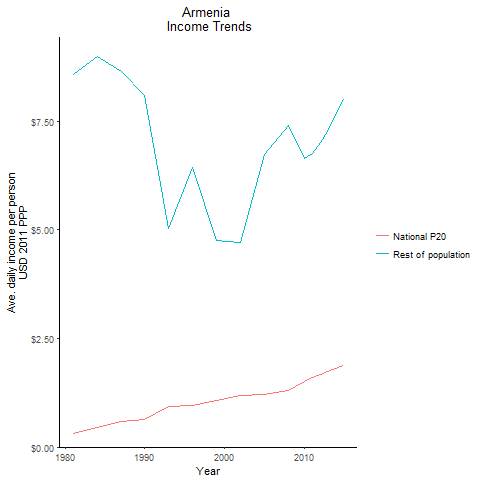 Armenia
Income Trends
Ave. daily income per person
USD 2011 PPP
$7.50
$5.00
$2.50
$0.00
1980
1990
2000
2010
Year
National P20
Rest of population